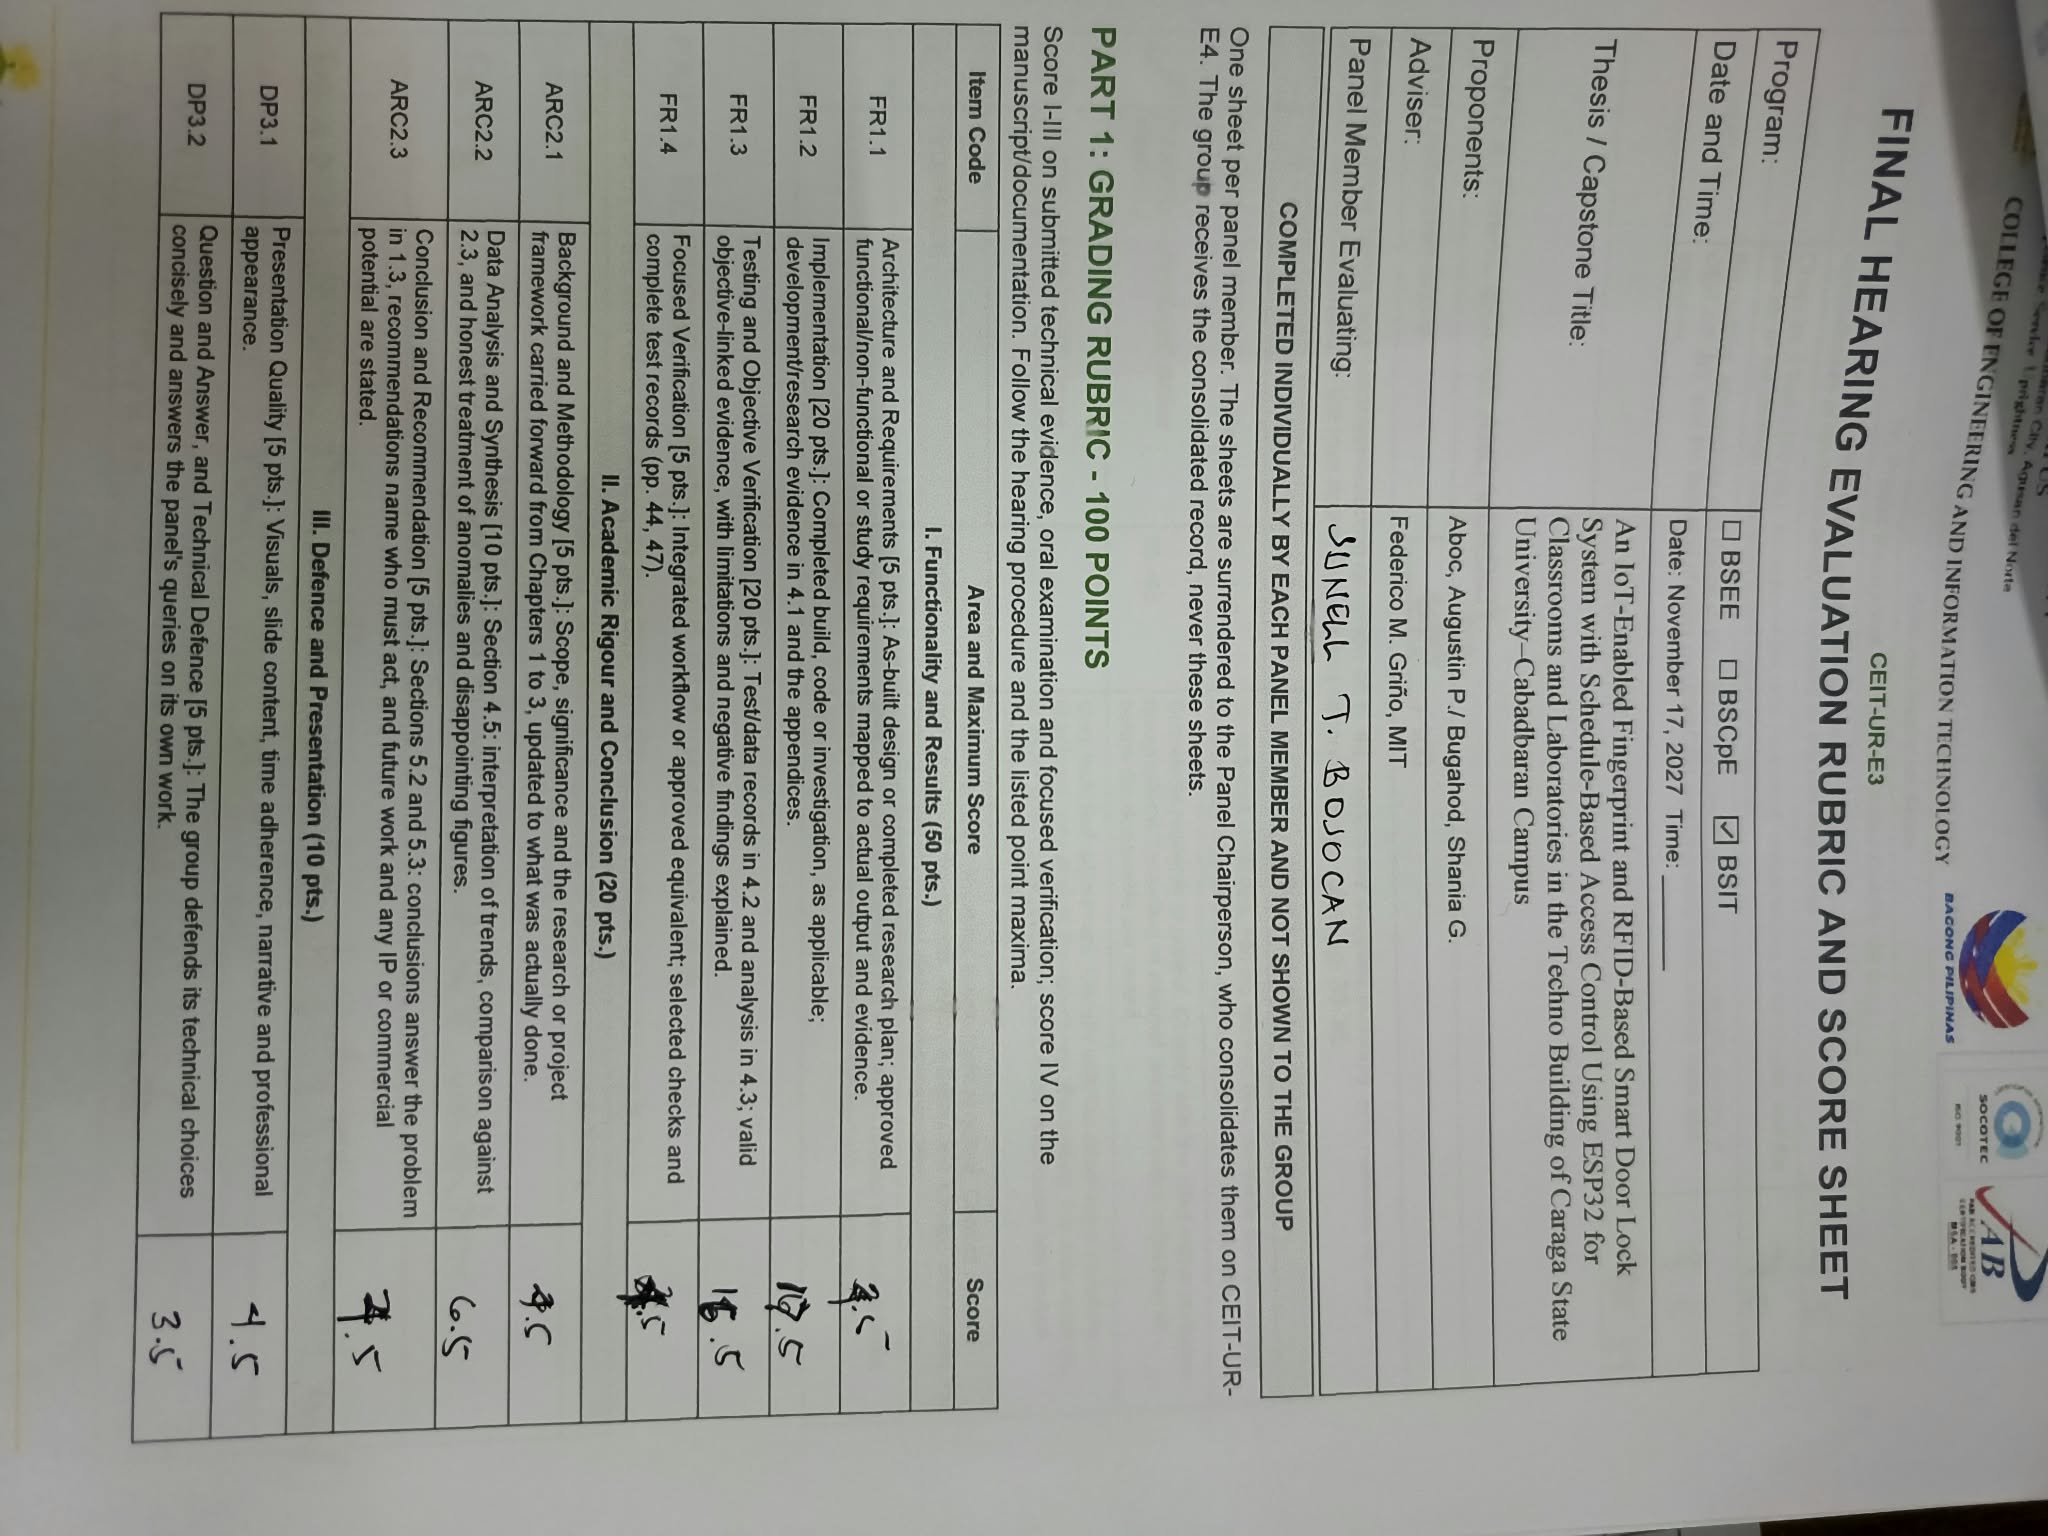 COLLEGE OF ENGINEERING AND INFORMATION TECHNOLOGY
BAGONG PILIPINAS
SOCOTEC
ISO 9001
PAB
CEIT-UR-E3
FINAL HEARING EVALUATION RUBRIC AND SCORE SHEET
Program: ☐ BSEE ☐ BSCpE ☑ BSIT
Date and Time: Date: November 17, 2027 Time:______
Thesis / Capstone Title: An IoT-Enabled Fingerprint and RFID-Based Smart Door Lock
System with Schedule-Based Access Control Using ESP32 for
Classrooms and Laboratories in the Techno Building of Caraga State
University–Cabadbaran Campus
Proponents: Aboc, Augustin P./ Bugahod, Shania G.
Adviser: Federico M. Griño, MIT
Panel Member Evaluating: JUNELL T. BOJOCAN
COMPLETED INDIVIDUALLY BY EACH PANEL MEMBER AND NOT SHOWN TO THE GROUP
One sheet per panel member. The sheets are surrendered to the Panel Chairperson, who consolidates them on CEIT-UR-
E4. The group receives the consolidated record, never these sheets.
PART 1: GRADING RUBRIC - 100 POINTS
Score I-III on submitted technical evidence, oral examination and focused verification; score IV on the
manuscript/documentation. Follow the hearing procedure and the listed point maxima.
Item Code Area and Maximum Score Score
I. Functionality and Results (50 pts.)
FR1.1 Architecture and Requirements [5 pts.]: As-built design or completed research plan; approved
functional/non-functional or study requirements mapped to actual output and evidence.
FR1.2 Implementation [20 pts.]: Completed build, code or investigation, as applicable;
development/research evidence in 4.1 and the appendices.
FR1.3 Testing and Objective Verification [20 pts.]: Test/data records in 4.2 and analysis in 4.3; valid
objective-linked evidence, with limitations and negative findings explained.
FR1.4 Focused Verification [5 pts.]: Integrated workflow or approved equivalent; selected checks and
complete test records (pp. 44, 47).
II. Academic Rigour and Conclusion (20 pts.)
ARC2.1 Background and Methodology [5 pts.]: Scope, significance and the research or project
framework carried forward from Chapters 1 to 3, updated to what was actually done.
ARC2.2 Data Analysis and Synthesis [10 pts.]: Section 4.5: interpretation of trends, comparison against 6.5
2.3, and honest treatment of anomalies and disappointing figures.
ARC2.3 Conclusion and Recommendation [5 pts.]: Sections 5.2 and 5.3: conclusions answer the problem
in 1.3, recommendations name who must act, and future work and any IP or commercial
potential are stated.
III. Defence and Presentation (10 pts.)
DP3.1 Presentation Quality [5 pts.]: Visuals, slide content, time adherence, narrative and professional 4.5
appearance.
DP3.2 Question and Answer, and Technical Defence [5 pts.]: The group defends its technical choices 3.5
concisely and answers the panel's queries on its own work.